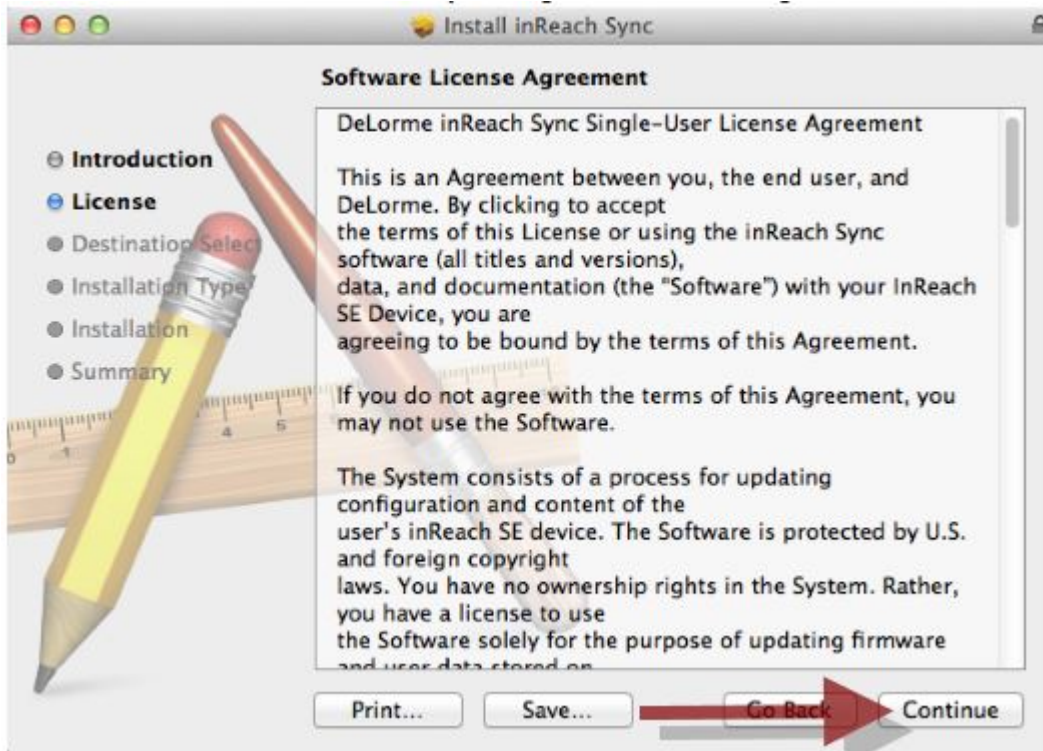 Install inReach Sync
Software License Agreement
Introduction
License
Destination Select
Installation Type
Installation
Summary
DeLorme inReach Sync Single-User License Agreement
This is an Agreement between you, the end user, and
DeLorme. By clicking to accept
the terms of this License or using the inReach Sync
software (all titles and versions),
data, and documentation (the “Software”) with your InReach
SE Device, you are
agreeing to be bound by the terms of this Agreement.
If you do not agree with the terms of this Agreement, you
may not use the Software.
The System consists of a process for updating
configuration and content of the
user's inReach SE device. The Software is protected by U.S.
and foreign copyright
laws. You have no ownership rights in the System. Rather,
you have a license to use
the Software solely for the purpose of updating firmware
and user data stored on
Print... Save... Go Back Continue